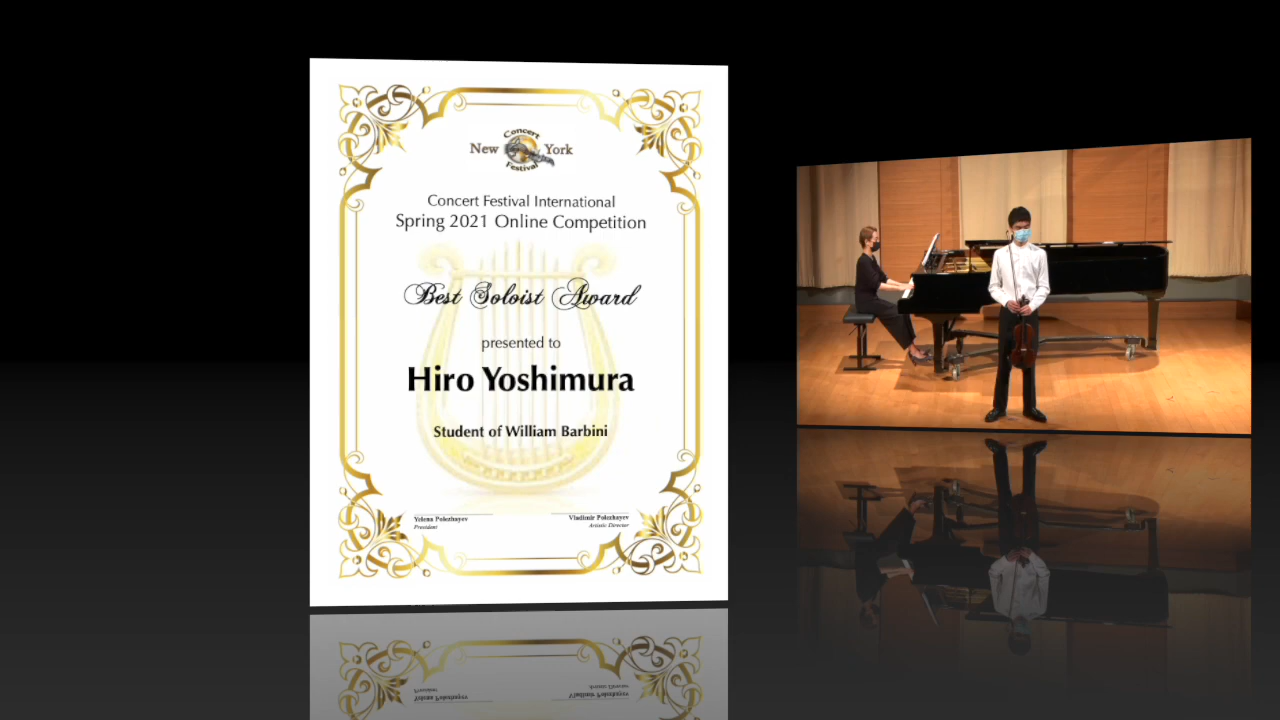 New Concert Festival York
Concert Festival International
Spring 2021 Online Competition
Best Soloist Award
presented to
Hiro Yoshimura
Student of William Barbini
Yelena Polezhayev
President
Vladimir Polezhayev
Artistic Director